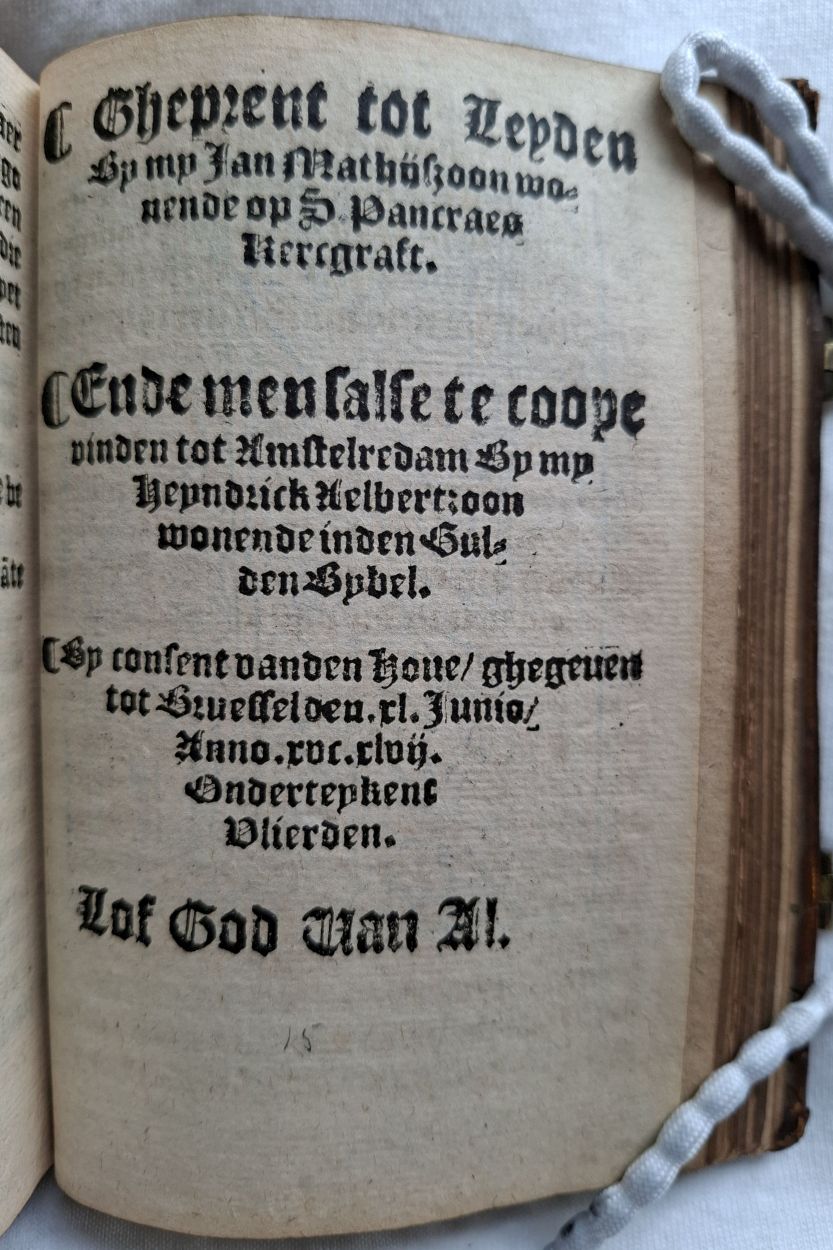 ¶ Gheprent tot Leyden
By my Jan Mathijszoon wo⸗
nende op S. Pancraes
Kercgraft.
¶ Ende men salse te coope
vinden tot Amstelredam By my
Heyndrick Aelbertzoon
wonende inden Gul⸗
den Bybel.
¶ By consent vanden Houe/ ghegeuen
tot Bruessel den. xl. Junio/
Anno. xvc. xlvij.
Onderteykent
Vlierden.
Lof God Uan Al.
15